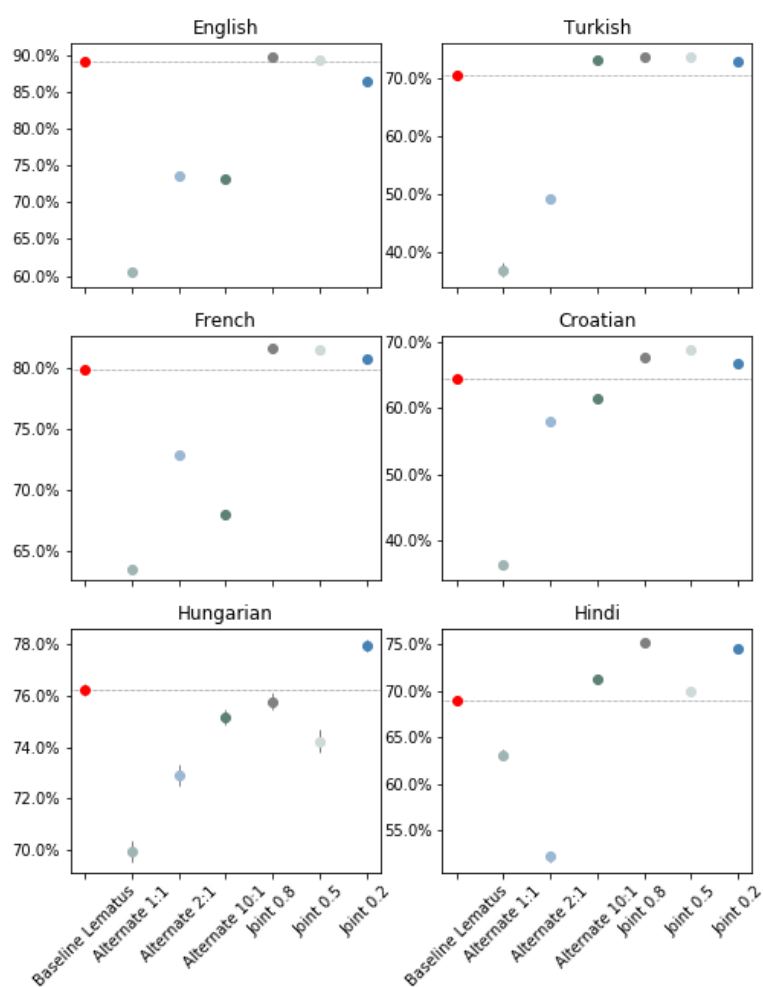 English
90.0%
85.0%
80.0%
75.0%
70.0%
65.0%
60.0%
Turkish
70.0%
60.0%
50.0%
40.0%
French
80.0%
75.0%
70.0%
65.0%
Croatian
70.0%
60.0%
50.0%
40.0%
Hungarian
78.0%
76.0%
74.0%
72.0%
70.0%
Baseline Lematus
Alternate 1:1
Alternate 2:1
Alternate 10:1
Joint 0.8
Joint 0.5
Joint 0.2
Hindi
75.0%
70.0%
65.0%
60.0%
55.0%
Baseline Lematus
Alternate 1:1
Alternate 2:1
Alternate 10:1
Joint 0.8
Joint 0.5
Joint 0.2